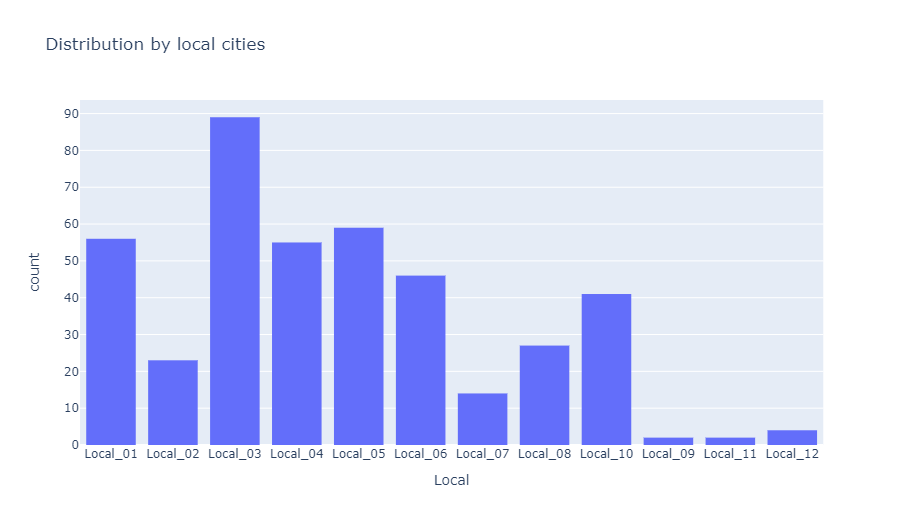 Distribution by local cities
90
80
70
60
50
40
30
20
10
0
count
Local_01 Local_02 Local_03 Local_04 Local_05 Local_06 Local_07 Local_08 Local_10 Local_09 Local_11 Local_12
Local